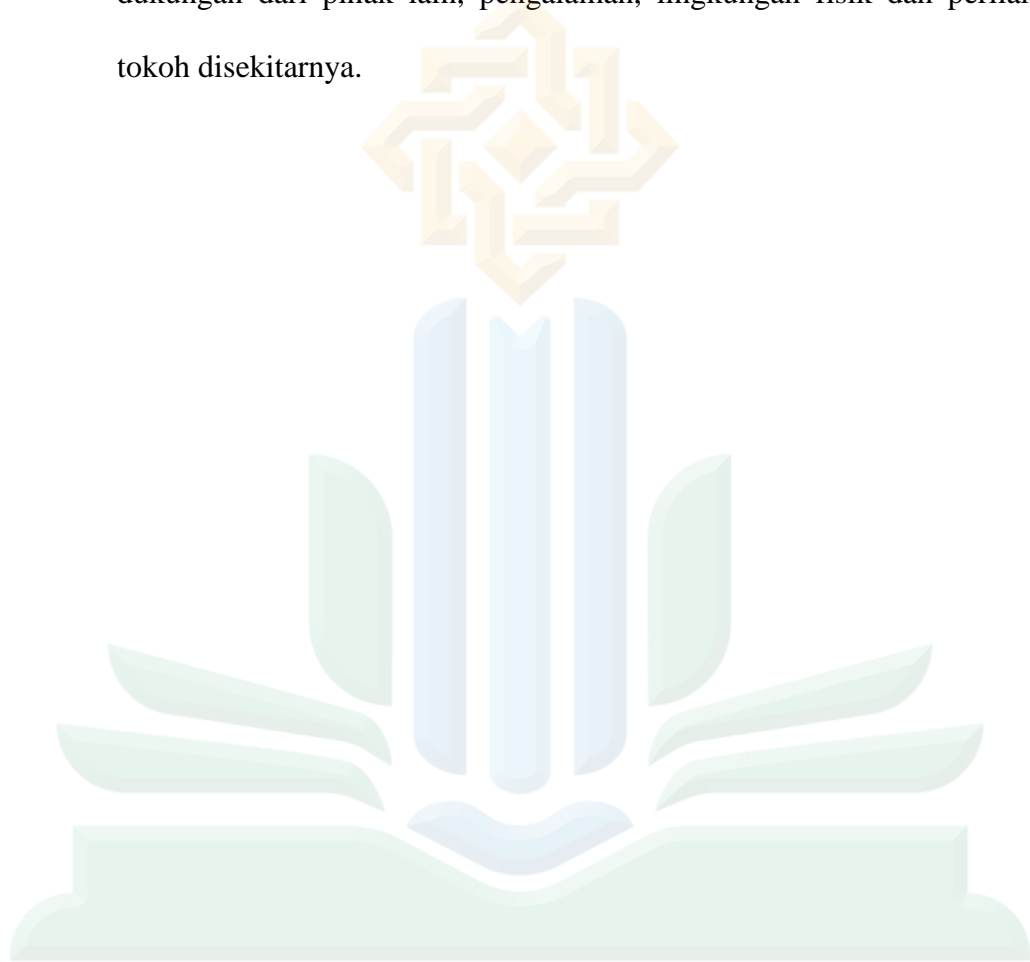 dukungan dari pihak lain, pengalaman, lingkungan fisik dan
tokoh disekitarnya.